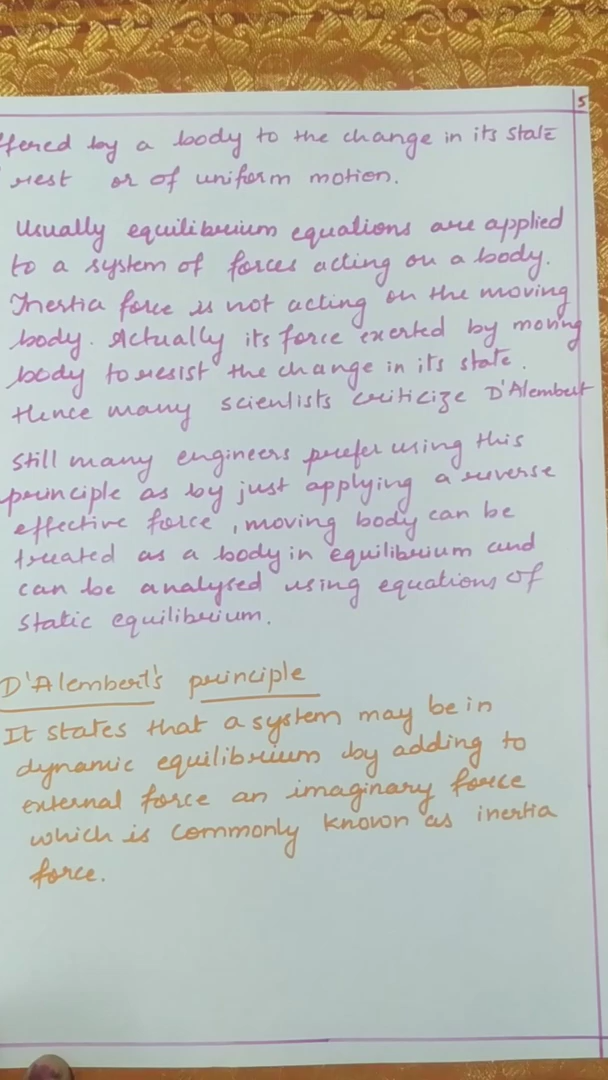 5
ffered by a body to the change in its state
rest or of uniform motion.
Usually equilibrium equations are applied
to a system of forces acting on a body.
Inertia force is not acting on the moving
body. Actually its force exerted by moving
body to resist the change in its state.
Hence many scientists criticize D'Alembert
Still many engineers prefer using this
principle as by just applying a reverse
effective force, moving body can be
treated as a body in equilibrium and
can be analysed using equations of
static equilibrium.
D'Alembert's principle
It states that a system may be in
dynamic equilibrium by adding to
external force an imaginary force
which is commonly known as inertia
force.